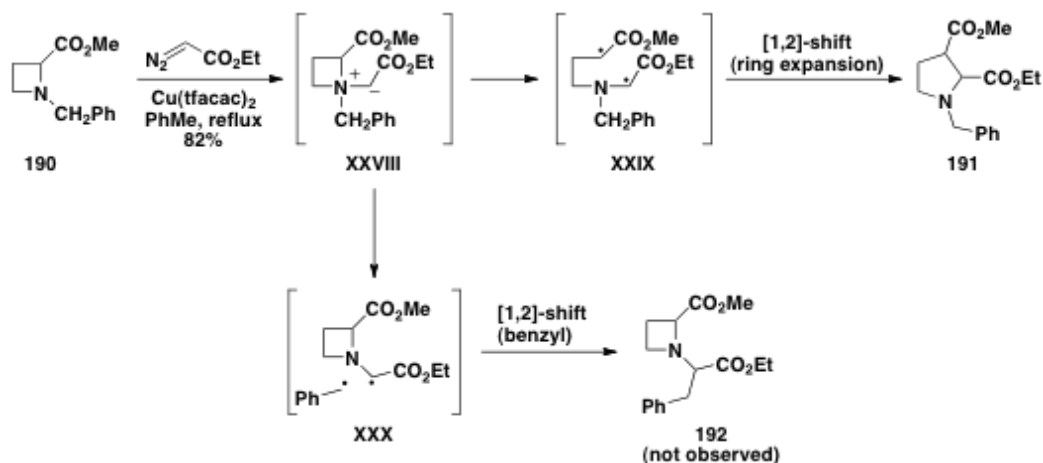 CO2Me
N
CH2Ph
190
N2
CO2Et
Cu(tfacac)2
PhMe, reflux
82%
CO2Me
CO2Et
N
+
–
CH2Ph
XXVIII
CO2Me
CO2Et
N
CH2Ph
XXIX
[1,2]-shift
(ring expansion)
CO2Me
CO2Et
N
Ph
191
CO2Me
N
CO2Et
Ph
XXX
[1,2]-shift
(benzyl)
CO2Me
N
CO2Et
Ph
192
(not observed)